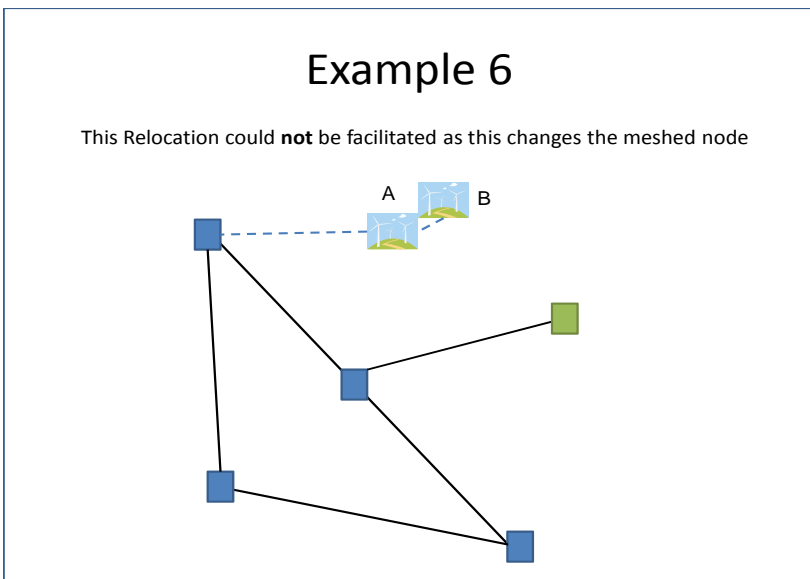 Example 6
This Relocation could not be facilitated as this changes the meshed node
A
B